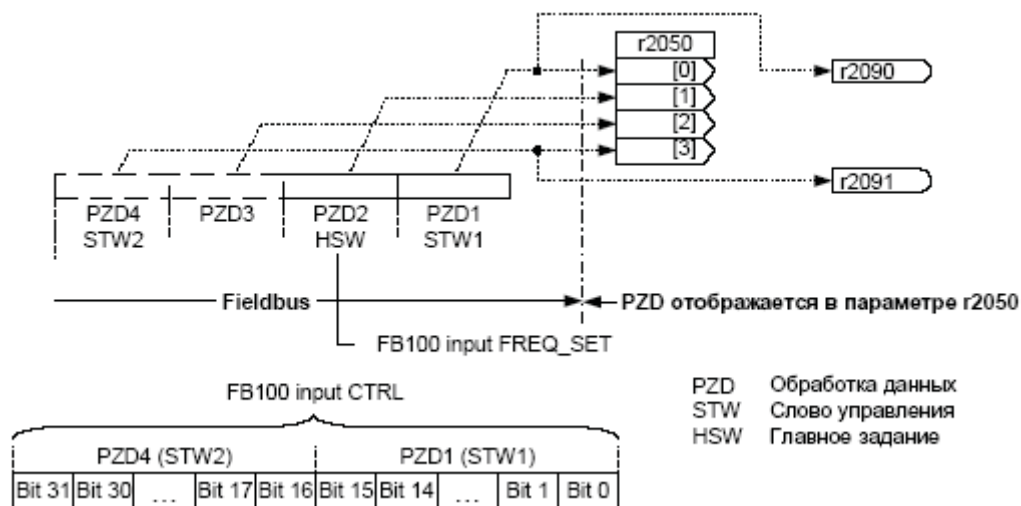 r2050
[0]
r2090
[1]
[2]
[3]
r2091
PZD4 PZD3 PZD2 PZD1
STW2 HSW STW1
Fieldbus PZD отображается в параметре r2050
FB100 input FREQ_SET
FB100 input CTRL
PZD Обработка данных
STW Слово управления
HSW Главное задание
PZD4 (STW2) PZD1 (STW1)
Bit 31 Bit 30 ... Bit 17 Bit 16 Bit 15 Bit 14 ... Bit 1 Bit 0